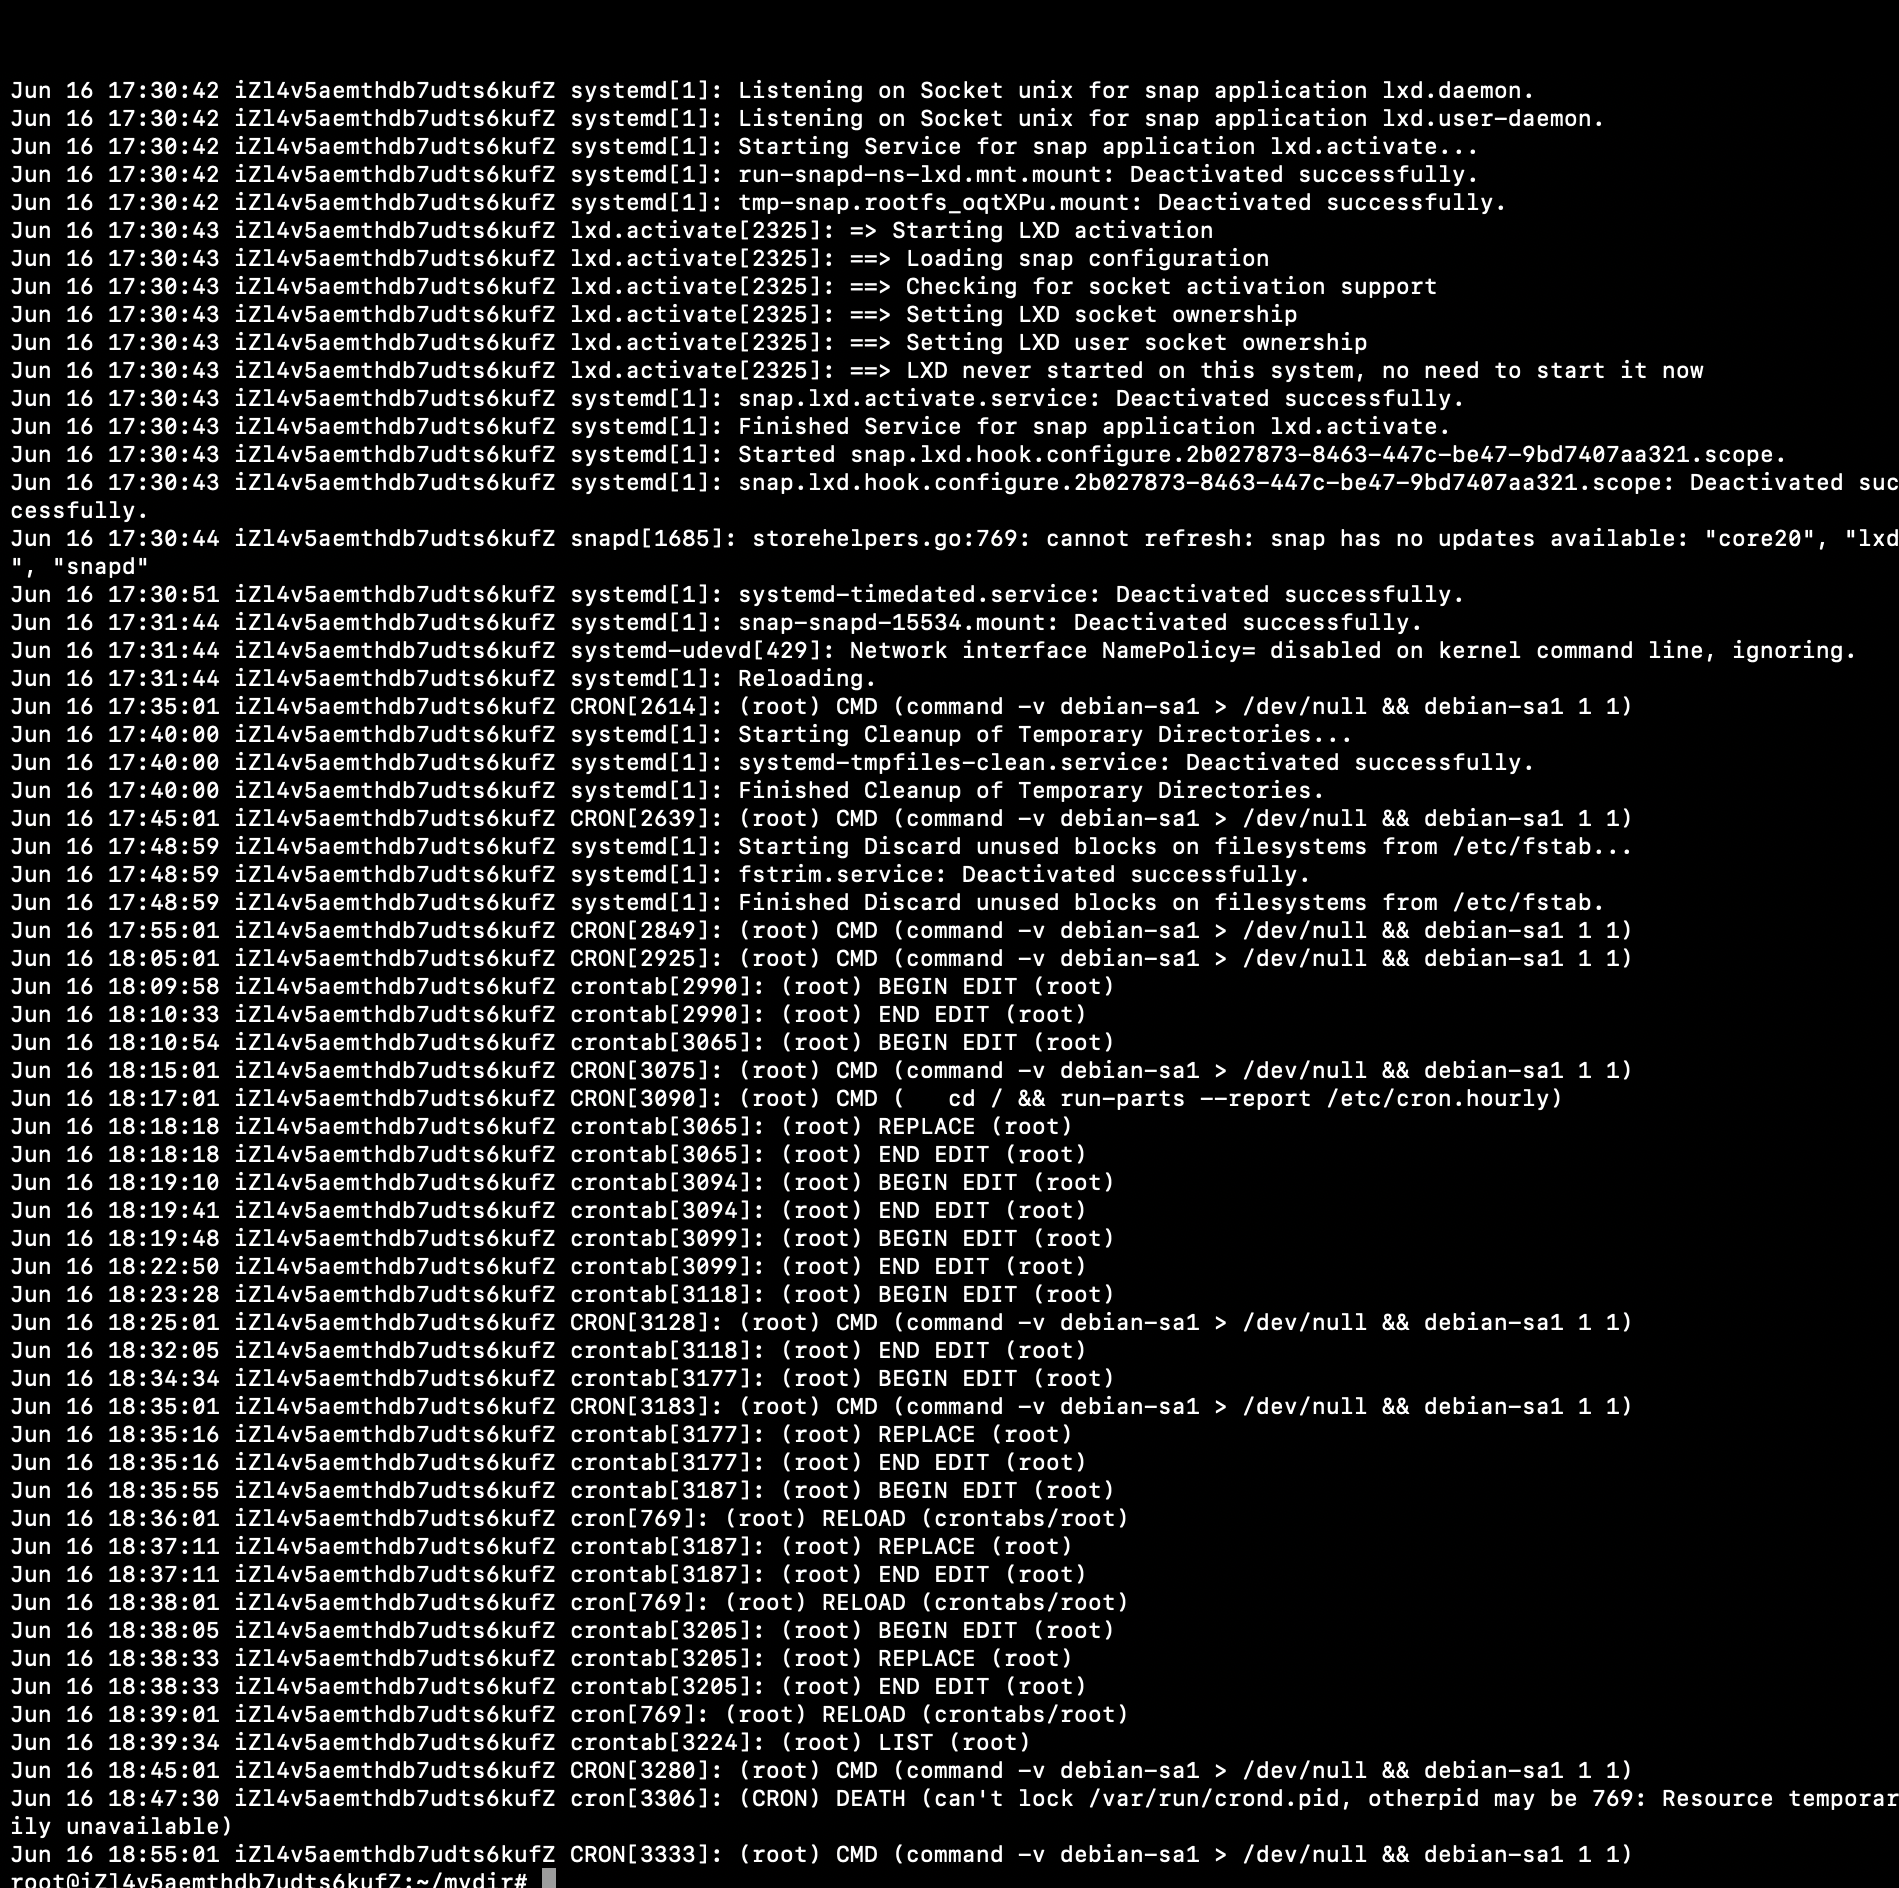 Jun 16 17:30:42 iZl4v5aemthdb7udts6kufZ systemd[1]: Listening on Socket unix for snap application lxd.daemon.
Jun 16 17:30:42 iZl4v5aemthdb7udts6kufZ systemd[1]: Listening on Socket unix for snap application lxd.user-daemon.
Jun 16 17:30:42 iZl4v5aemthdb7udts6kufZ systemd[1]: Starting Service for snap application lxd.activate...
Jun 16 17:30:42 iZl4v5aemthdb7udts6kufZ systemd[1]: run-snapd-ns-lxd.mnt.mount: Deactivated successfully.
Jun 16 17:30:42 iZl4v5aemthdb7udts6kufZ systemd[1]: tmp-snap.rootfs_oqtXPu.mount: Deactivated successfully.
Jun 16 17:30:43 iZl4v5aemthdb7udts6kufZ lxd.activate[2325]: => Starting LXD activation
Jun 16 17:30:43 iZl4v5aemthdb7udts6kufZ lxd.activate[2325]: ==> Loading snap configuration
Jun 16 17:30:43 iZl4v5aemthdb7udts6kufZ lxd.activate[2325]: ==> Checking for socket activation support
Jun 16 17:30:43 iZl4v5aemthdb7udts6kufZ lxd.activate[2325]: ==> Setting LXD socket ownership
Jun 16 17:30:43 iZl4v5aemthdb7udts6kufZ lxd.activate[2325]: ==> Setting LXD user socket ownership
Jun 16 17:30:43 iZl4v5aemthdb7udts6kufZ lxd.activate[2325]: ==> LXD never started on this system, no need to start it now
Jun 16 17:30:43 iZl4v5aemthdb7udts6kufZ systemd[1]: snap.lxd.activate.service: Deactivated successfully.
Jun 16 17:30:43 iZl4v5aemthdb7udts6kufZ systemd[1]: Finished Service for snap application lxd.activate.
Jun 16 17:30:43 iZl4v5aemthdb7udts6kufZ systemd[1]: Started snap.lxd.hook.configure.2b027873-8463-447c-be47-9bd7407aa321.scope.
Jun 16 17:30:43 iZl4v5aemthdb7udts6kufZ systemd[1]: snap.lxd.hook.configure.2b027873-8463-447c-be47-9bd7407aa321.scope: Deactivated suc
cessfully.
Jun 16 17:30:44 iZl4v5aemthdb7udts6kufZ snapd[1685]: storehelpers.go:769: cannot refresh: snap has no updates available: "core20", "lxd
", "snapd"
Jun 16 17:30:51 iZl4v5aemthdb7udts6kufZ systemd[1]: systemd-timedated.service: Deactivated successfully.
Jun 16 17:31:44 iZl4v5aemthdb7udts6kufZ systemd[1]: snap-snapd-15534.mount: Deactivated successfully.
Jun 16 17:31:44 iZl4v5aemthdb7udts6kufZ systemd-udevd[429]: Network interface NamePolicy= disabled on kernel command line, ignoring.
Jun 16 17:31:44 iZl4v5aemthdb7udts6kufZ systemd[1]: Reloading.
Jun 16 17:35:01 iZl4v5aemthdb7udts6kufZ CRON[2614]: (root) CMD (command -v debian-sa1 > /dev/null && debian-sa1 1 1)
Jun 16 17:40:00 iZl4v5aemthdb7udts6kufZ systemd[1]: Starting Cleanup of Temporary Directories...
Jun 16 17:40:00 iZl4v5aemthdb7udts6kufZ systemd[1]: systemd-tmpfiles-clean.service: Deactivated successfully.
Jun 16 17:40:00 iZl4v5aemthdb7udts6kufZ systemd[1]: Finished Cleanup of Temporary Directories.
Jun 16 17:45:01 iZl4v5aemthdb7udts6kufZ CRON[2639]: (root) CMD (command -v debian-sa1 > /dev/null && debian-sa1 1 1)
Jun 16 17:48:59 iZl4v5aemthdb7udts6kufZ systemd[1]: Starting Discard unused blocks on filesystems from /etc/fstab...
Jun 16 17:48:59 iZl4v5aemthdb7udts6kufZ systemd[1]: fstrim.service: Deactivated successfully.
Jun 16 17:48:59 iZl4v5aemthdb7udts6kufZ systemd[1]: Finished Discard unused blocks on filesystems from /etc/fstab.
Jun 16 17:55:01 iZl4v5aemthdb7udts6kufZ CRON[2849]: (root) CMD (command -v debian-sa1 > /dev/null && debian-sa1 1 1)
Jun 16 18:05:01 iZl4v5aemthdb7udts6kufZ CRON[2925]: (root) CMD (command -v debian-sa1 > /dev/null && debian-sa1 1 1)
Jun 16 18:09:58 iZl4v5aemthdb7udts6kufZ crontab[2990]: (root) BEGIN EDIT (root)
Jun 16 18:10:33 iZl4v5aemthdb7udts6kufZ crontab[2990]: (root) END EDIT (root)
Jun 16 18:10:54 iZl4v5aemthdb7udts6kufZ crontab[3065]: (root) BEGIN EDIT (root)
Jun 16 18:15:01 iZl4v5aemthdb7udts6kufZ CRON[3075]: (root) CMD (command -v debian-sa1 > /dev/null && debian-sa1 1 1)
Jun 16 18:17:01 iZl4v5aemthdb7udts6kufZ CRON[3090]: (root) CMD (   cd / && run-parts --report /etc/cron.hourly)
Jun 16 18:18:18 iZl4v5aemthdb7udts6kufZ crontab[3065]: (root) REPLACE (root)
Jun 16 18:18:18 iZl4v5aemthdb7udts6kufZ crontab[3065]: (root) END EDIT (root)
Jun 16 18:19:10 iZl4v5aemthdb7udts6kufZ crontab[3094]: (root) BEGIN EDIT (root)
Jun 16 18:19:41 iZl4v5aemthdb7udts6kufZ crontab[3094]: (root) END EDIT (root)
Jun 16 18:19:48 iZl4v5aemthdb7udts6kufZ crontab[3099]: (root) BEGIN EDIT (root)
Jun 16 18:22:50 iZl4v5aemthdb7udts6kufZ crontab[3099]: (root) END EDIT (root)
Jun 16 18:23:28 iZl4v5aemthdb7udts6kufZ crontab[3118]: (root) BEGIN EDIT (root)
Jun 16 18:25:01 iZl4v5aemthdb7udts6kufZ CRON[3128]: (root) CMD (command -v debian-sa1 > /dev/null && debian-sa1 1 1)
Jun 16 18:32:05 iZl4v5aemthdb7udts6kufZ crontab[3118]: (root) END EDIT (root)
Jun 16 18:34:34 iZl4v5aemthdb7udts6kufZ crontab[3177]: (root) BEGIN EDIT (root)
Jun 16 18:35:01 iZl4v5aemthdb7udts6kufZ CRON[3183]: (root) CMD (command -v debian-sa1 > /dev/null && debian-sa1 1 1)
Jun 16 18:35:16 iZl4v5aemthdb7udts6kufZ crontab[3177]: (root) REPLACE (root)
Jun 16 18:35:16 iZl4v5aemthdb7udts6kufZ crontab[3177]: (root) END EDIT (root)
Jun 16 18:35:55 iZl4v5aemthdb7udts6kufZ crontab[3187]: (root) BEGIN EDIT (root)
Jun 16 18:36:01 iZl4v5aemthdb7udts6kufZ cron[769]: (root) RELOAD (crontabs/root)
Jun 16 18:37:11 iZl4v5aemthdb7udts6kufZ crontab[3187]: (root) REPLACE (root)
Jun 16 18:37:11 iZl4v5aemthdb7udts6kufZ crontab[3187]: (root) END EDIT (root)
Jun 16 18:38:01 iZl4v5aemthdb7udts6kufZ cron[769]: (root) RELOAD (crontabs/root)
Jun 16 18:38:05 iZl4v5aemthdb7udts6kufZ crontab[3205]: (root) BEGIN EDIT (root)
Jun 16 18:38:33 iZl4v5aemthdb7udts6kufZ crontab[3205]: (root) REPLACE (root)
Jun 16 18:38:33 iZl4v5aemthdb7udts6kufZ crontab[3205]: (root) END EDIT (root)
Jun 16 18:39:01 iZl4v5aemthdb7udts6kufZ cron[769]: (root) RELOAD (crontabs/root)
Jun 16 18:39:34 iZl4v5aemthdb7udts6kufZ crontab[3224]: (root) LIST (root)
Jun 16 18:45:01 iZl4v5aemthdb7udts6kufZ CRON[3280]: (root) CMD (command -v debian-sa1 > /dev/null && debian-sa1 1 1)
Jun 16 18:47:30 iZl4v5aemthdb7udts6kufZ cron[3306]: (CRON) DEATH (can't lock /var/run/crond.pid, otherpid may be 769: Resource temporar
ily unavailable)
Jun 16 18:55:01 iZl4v5aemthdb7udts6kufZ CRON[3333]: (root) CMD (command -v debian-sa1 > /dev/null && debian-sa1 1 1)
root@iZl4v5aemthdb7udts6kufZ:~/mydir#